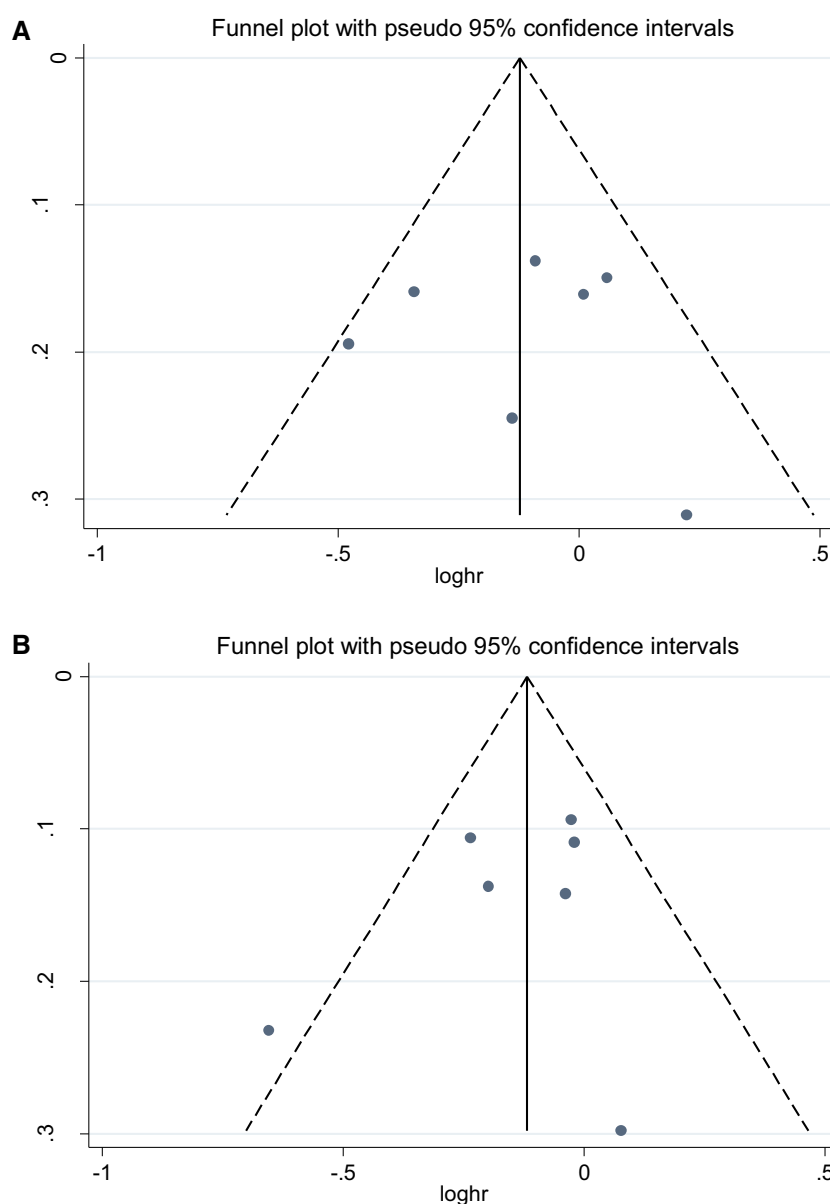 A
Funnel plot with pseudo 95% confidence intervals
0
.1
.2
.3
-1
-.5
0
.5
loghr
B
Funnel plot with pseudo 95% confidence intervals
0
.1
.2
.3
-1
-.5
0
.5
loghr